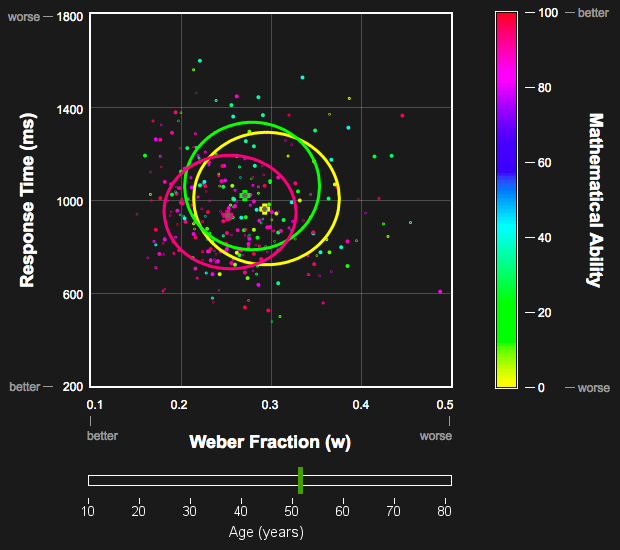 worse
1800
1400
1000
600
better
200
Response Time (ms)
0.1
0.2
0.3
0.4
0.5
better
worse
Weber Fraction (w)
10
20
30
40
50
60
70
80
Age (years)
100
better
80
60
40
20
0
worse
Mathematical Ability